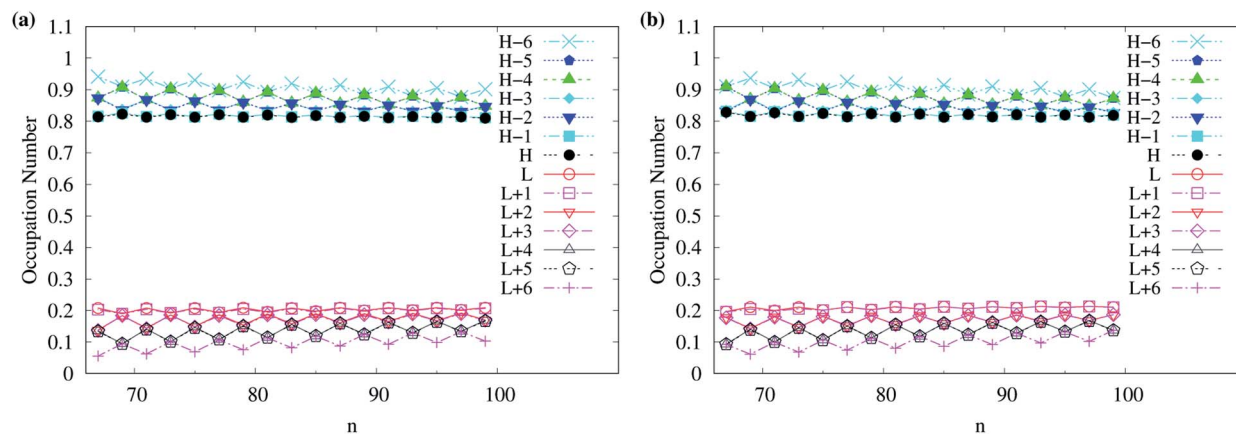 (a)
1.1
1
0.9
0.8
0.7
0.6
0.5
0.4
0.3
0.2
0.1
0
Occupation Number
H−6
H−5
H−4
H−3
H−2
H−1
H
L
L+1
L+2
L+3
L+4
L+5
L+6
70
80
90
100
n
(b)
1.1
1
0.9
0.8
0.7
0.6
0.5
0.4
0.3
0.2
0.1
0
Occupation Number
H−6
H−5
H−4
H−3
H−2
H−1
H
L
L+1
L+2
L+3
L+4
L+5
L+6
70
80
90
100
n